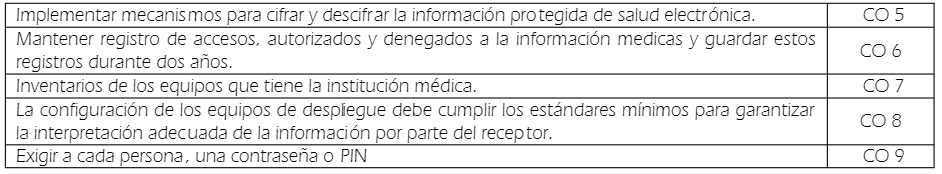 Implementar mecanismos para cifrar y descifrar la información protegida de salud electrónica. CO 5
Mantener registro de accesos, autorizados y denegados a la información medicas y guardar estos
registros durante dos años. CO 6
Inventarios de los equipos que tiene la institución médica. CO 7
La configuración de los equipos de despliegue debe cumplir los estándares mínimos para garantizar
la interpretación adecuada de la información por parte del receptor. CO 8
Exigir a cada persona, una contraseña o PIN CO 9